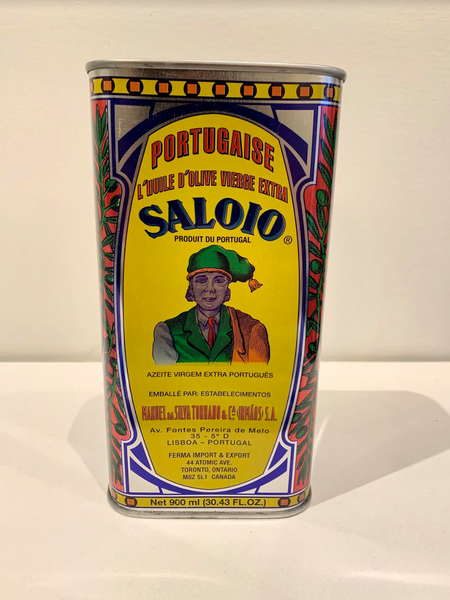 PORTUGAISE
L'HUILE D'OLIVE VIERGE EXTRA
SALOIO ®
PRODUIT DU PORTUGAL
AZEITE VIRGEM EXTRA PORTUGUÊS
EMBALLÉ PAR: ESTABELECIMENTOS
MANUEL DA SILVA TORRADO & Cª (IRMÃOS) S.A.
Av. Fontes Pereira de Melo
35 - 5º D
LISBOA - PORTUGAL
FERMA IMPORT & EXPORT
44 ATOMIC AVE.
TORONTO, ONTARIO
M8Z 5L1 CANADA
Net 900 ml (30.43 FL.OZ.)